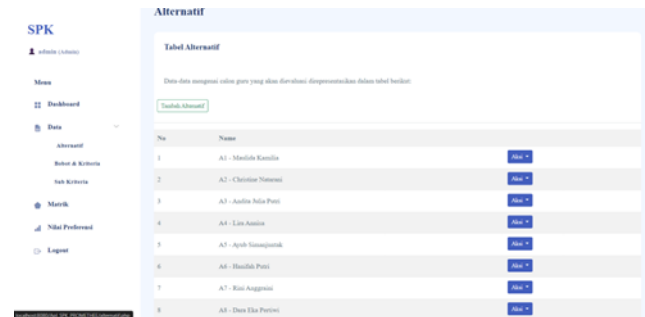 Alternatif
SPK
admin (Admin)
Tabel Alternatif
Menu
Data-data mengenai calon guru yang akan dievaluasi direpresentasikan dalam tabel berikut:
Dashboard
Tambah Alternatif
Data
Alternatif
Bobot & Kriteria
Sub Kriteria
Matrik
Nilai Preferensi
Logout
No Nama
1 A1 - Maulida Kamilia Aksi
2 A2 - Christine Aksi
3 A3 - Andita Julia Putri Aksi
4 A4 - Lira Annisa Aksi
5 A5 - Ayub Simanjuntak Aksi
6 A6 - Putri Aksi
7 A7 - Rini Anggraini Aksi
8 A8 - Dara Eka Pertiwi Aksi